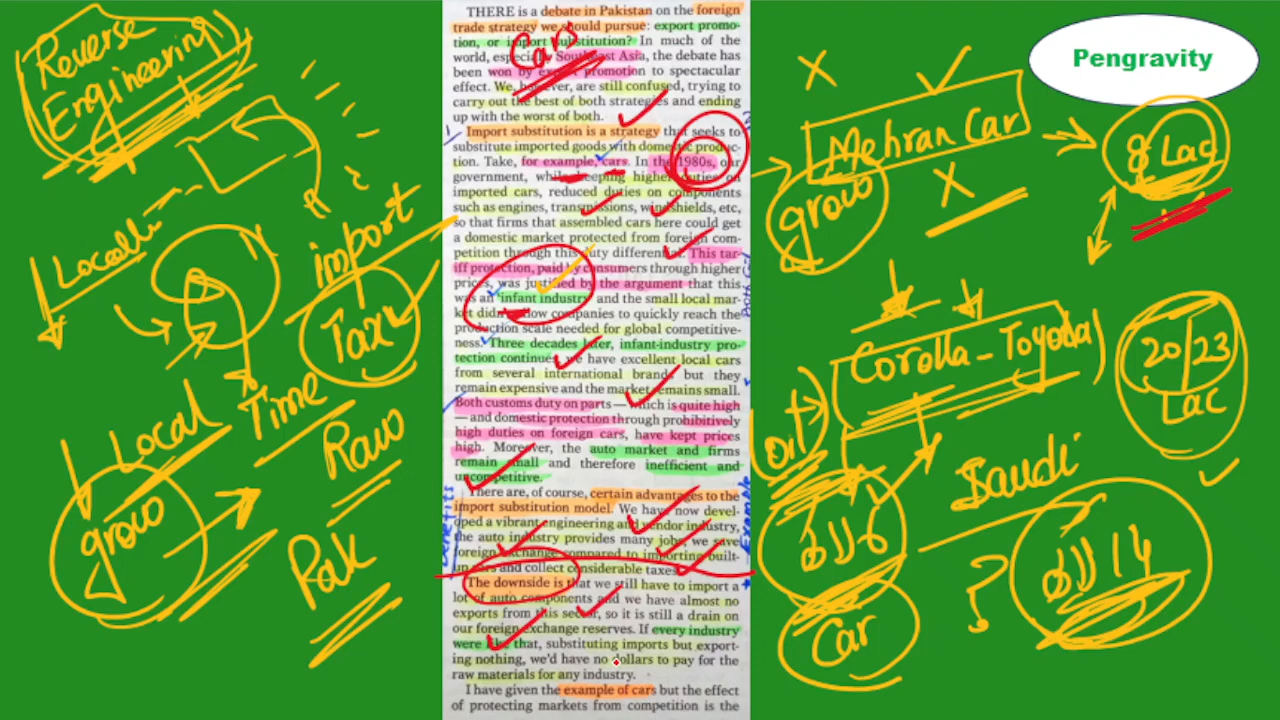 Reverse
Engineering
Locall
import
Tax
Time
Local
grow
Raw
Pak
THERE is a debate in Pakistan on the foreign
trade strategy we should pursue: export promo-
tion, or import substitution? In much of the
world, especially Southeast Asia, the debate has
been won by export promotion to spectacular
effect. We, however, are still confused, trying to
carry out the best of both strategies and ending
up with the worst of both.
Import substitution is a strategy that seeks to
substitute imported goods with domestic produc-
tion. Take, for example, cars. In the 1980s, our
government, while keeping higher duties on
imported cars, reduced duties on components
such as engines, transmissions, windshields, etc,
so that firms that assembled cars here could get
a domestic market protected from foreign com-
petition through this duty differential. This tar-
iff protection, paid by consumers through higher
prices, was justified by the argument that this
was an 'infant industry' and the small local mar-
ket didn't allow companies to quickly reach the
production scale needed for global competitive-
ness. Three decades later, infant-industry pro-
tection continues, we have excellent local cars
from several international brands but they
remain expensive and the market remains small.
Both customs duty on parts — which is quite high
— and domestic protection through prohibitively
high duties on foreign cars, have kept prices
high. Moreover, the auto market and firms
remain small and therefore inefficient and
uncompetitive.
There are, of course, certain advantages to the
import substitution model. We have now devel-
oped a vibrant engineering and vendor industry,
the auto industry provides many jobs, we save
foreign exchange compared to importing built-
up cars and collect considerable taxes.
The downside is that we still have to import a
lot of auto components and we have almost no
exports from this sector, so it is still a drain on
our foreign exchange reserves. If every industry
were like that, substituting imports but export-
ing nothing, we'd have no dollars to pay for the
raw materials for any industry.
I have given the example of cars but the effect
of protecting markets from competition is the
Cars
Benefits
Example
Pengravity
Mehran Car
8 Lac
grow
Corolla - Toyoda
20/23
Lac
Saudi
Car